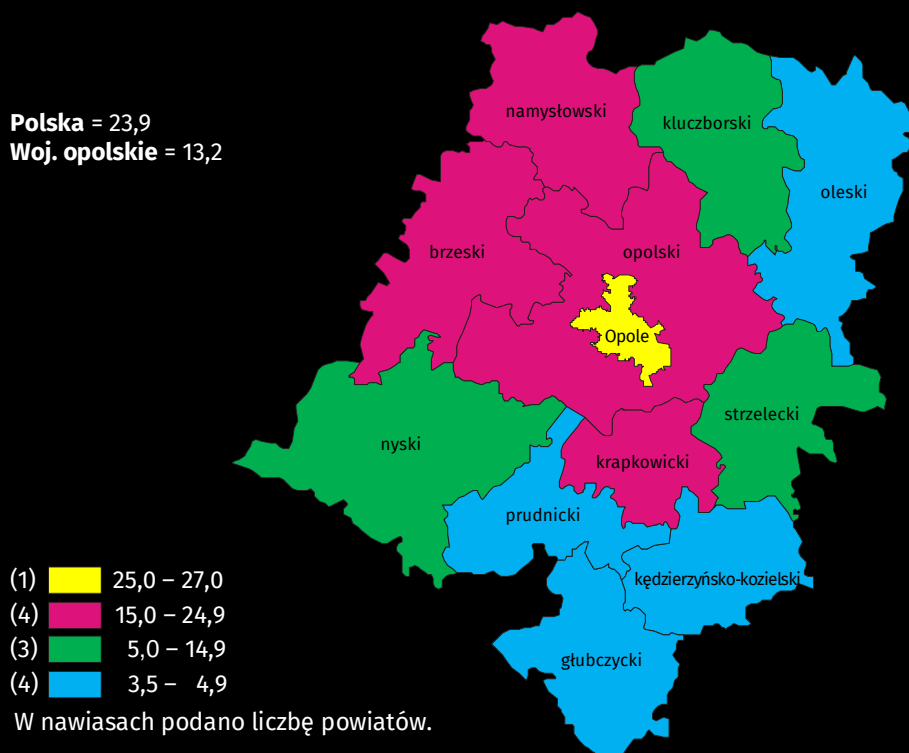 Polska = 23,9
Woj. opolskie = 13,2
namysłowski
kluczborski
oleski
brzeski
opolski
Opole
strzelecki
nyski
krapkowicki
prudnicki
kędzierzyńsko-kozielski
głubczycki
(1) 25,0 – 27,0
(4) 15,0 – 24,9
(3) 5,0 – 14,9
(4) 3,5 – 4,9
W nawiasach podano liczbę powiatów.